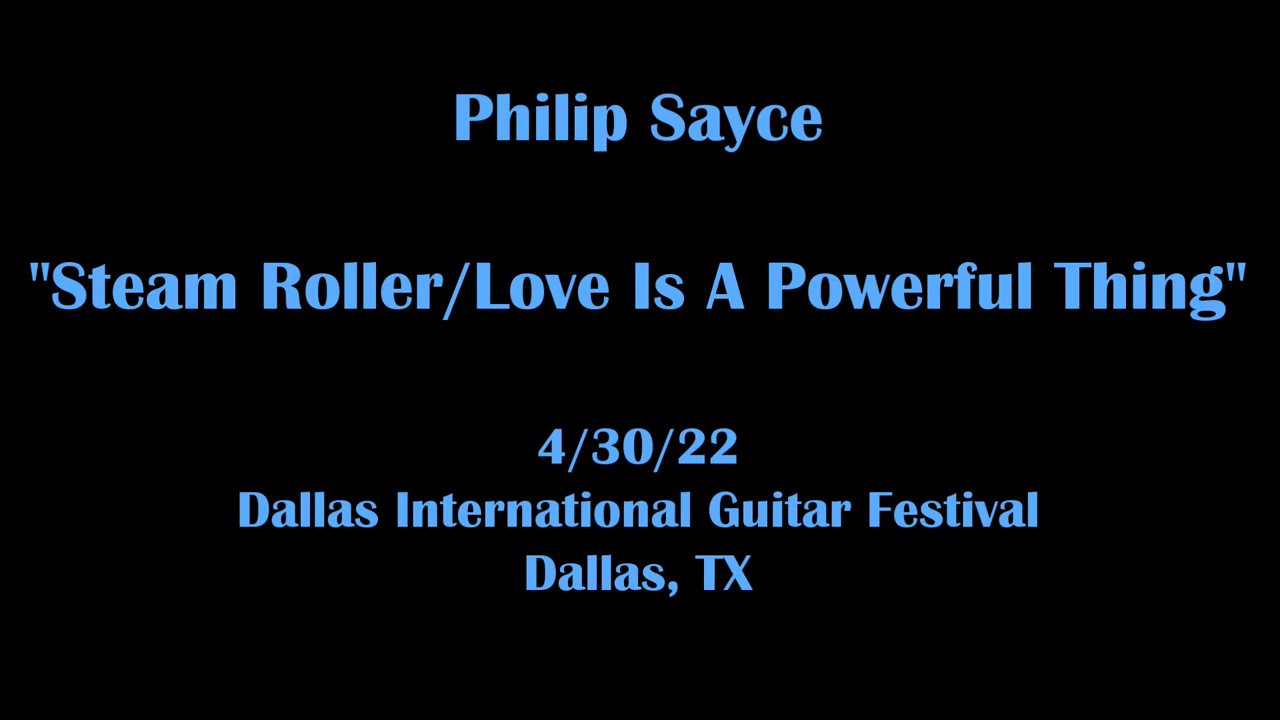 Philip Sayce
"Steam Roller/Love Is A Powerful Thing"
4/30/22
Dallas International Guitar Festival
Dallas, TX